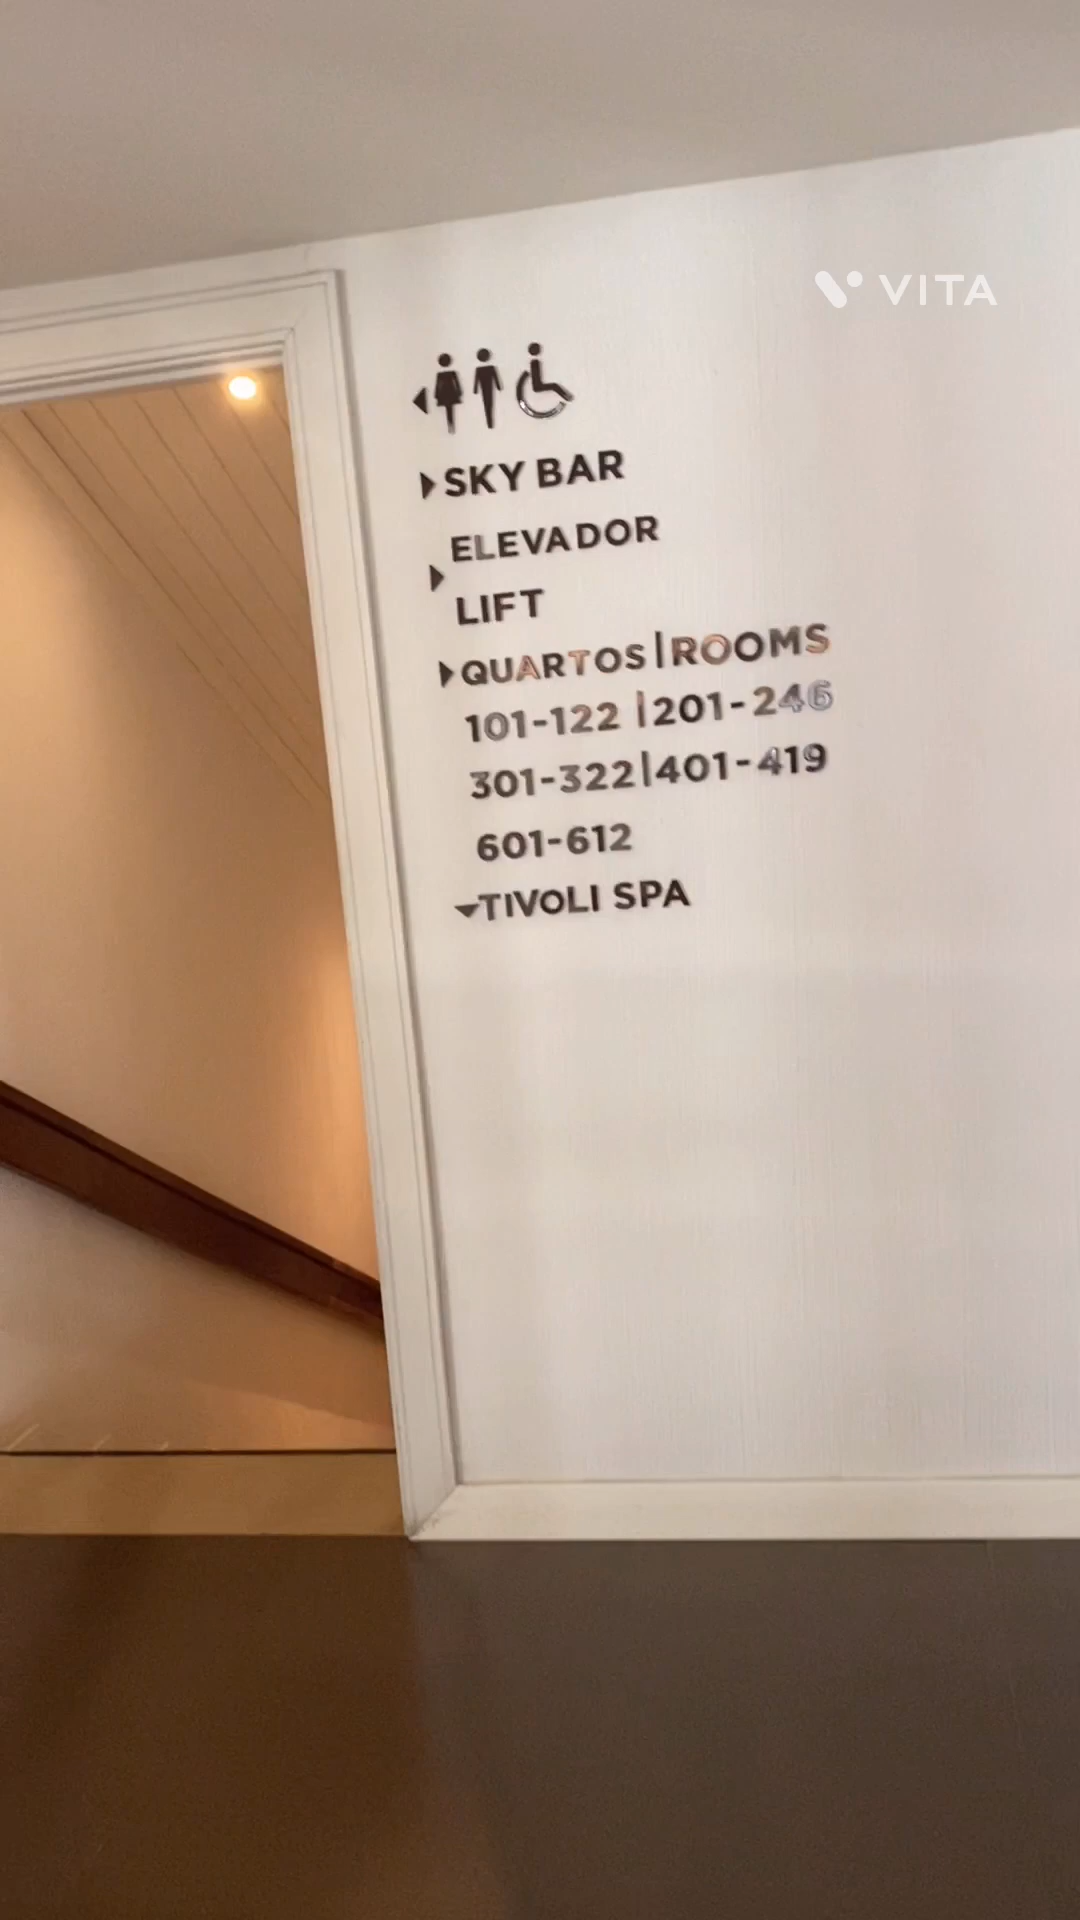 VITA
SKY BAR
ELEVADOR
LIFT
QUARTOS|ROOMS
101-122 |201-246
301-322|401-419
601-612
TIVOLI SPA